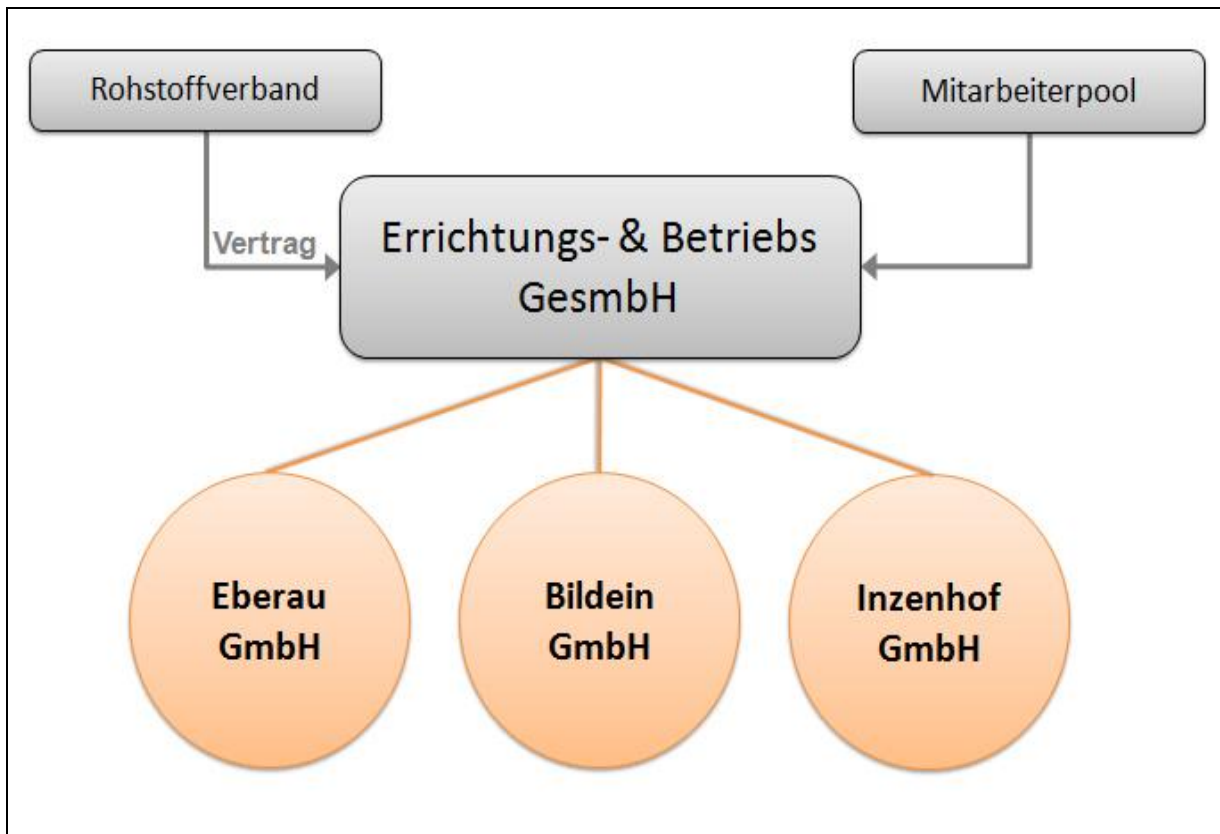 Rohstoffverband
Mitarbeiterpool
Vertrag
Errichtungs- & Betriebs
GesmbH
Eberau
GmbH
Bildein
GmbH
Inzenhof
GmbH